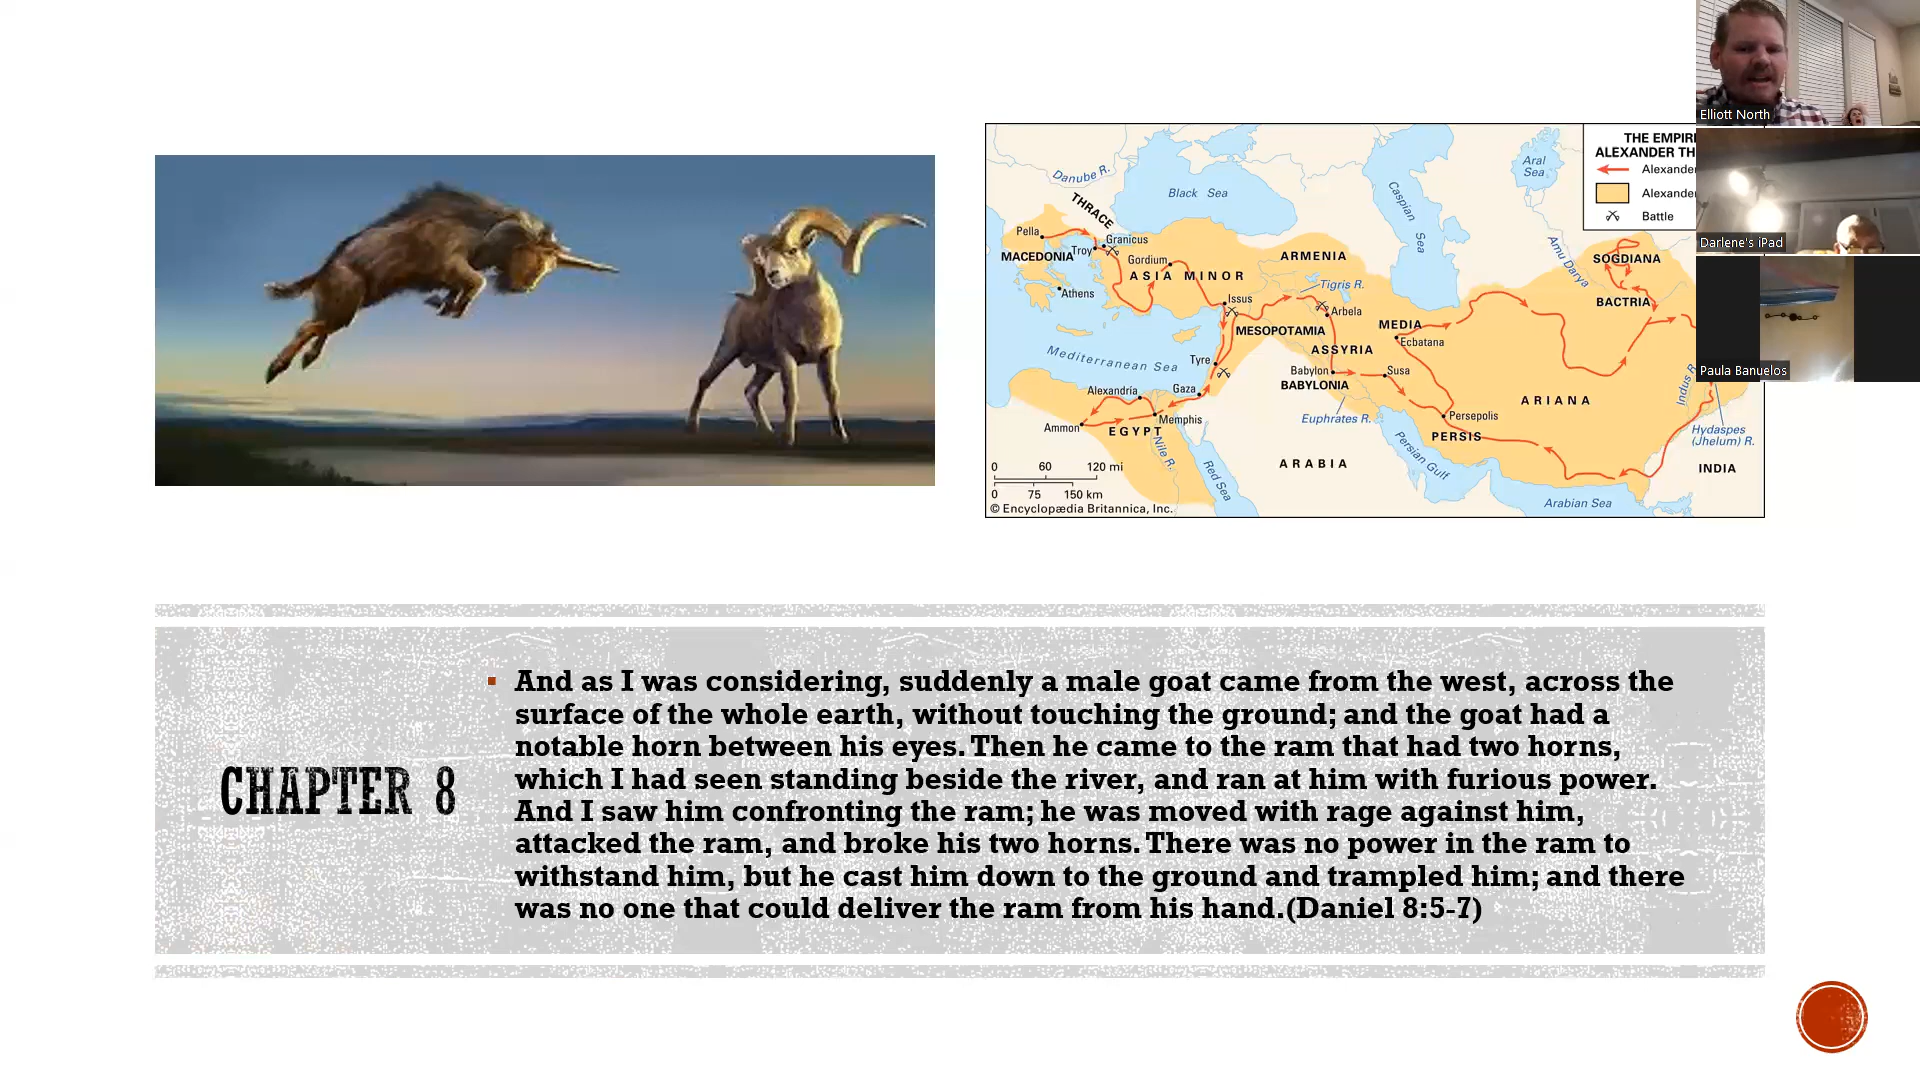 Elliott North
Darlene's iPad
Paula Banuelos
THE EMPIR
ALEXANDER TH
Alexander
Alexander
Battle
Danube R.
Black Sea
Caspian Sea
Aral
Sea
Amu Darya
THRACE
Pella
Granicus
MACEDONIA
Troy
Gordium
ASIA MINOR
ARMENIA
SOGDIANA
BACTRIA
Athens
Issus
Tigris R.
Arbela
MESOPOTAMIA
MEDIA
Ecbatana
ASSYRIA
Mediterranean Sea
Tyre
Babylon
BABYLONIA
Susa
Alexandria
Gaza
ARIANA
Indus R.
Ammon
EGYPT
Memphis
Nile R.
Euphrates R.
Persepolis
PERSIS
Persian Gulf
Hydaspes
(Jhelum) R.
INDIA
ARABIA
Red Sea
Arabian Sea
0 60 120 mi
0 75 150 km
© Encyclopædia Britannica, Inc.
CHAPTER 8
And as I was considering, suddenly a male goat came from the west, across the
surface of the whole earth, without touching the ground; and the goat had a
notable horn between his eyes. Then he came to the ram that had two horns,
which I had seen standing beside the river, and ran at him with furious power.
And I saw him confronting the ram; he was moved with rage against him,
attacked the ram, and broke his two horns. There was no power in the ram to
withstand him, but he cast him down to the ground and trampled him; and there
was no one that could deliver the ram from his hand.(Daniel 8:5-7)